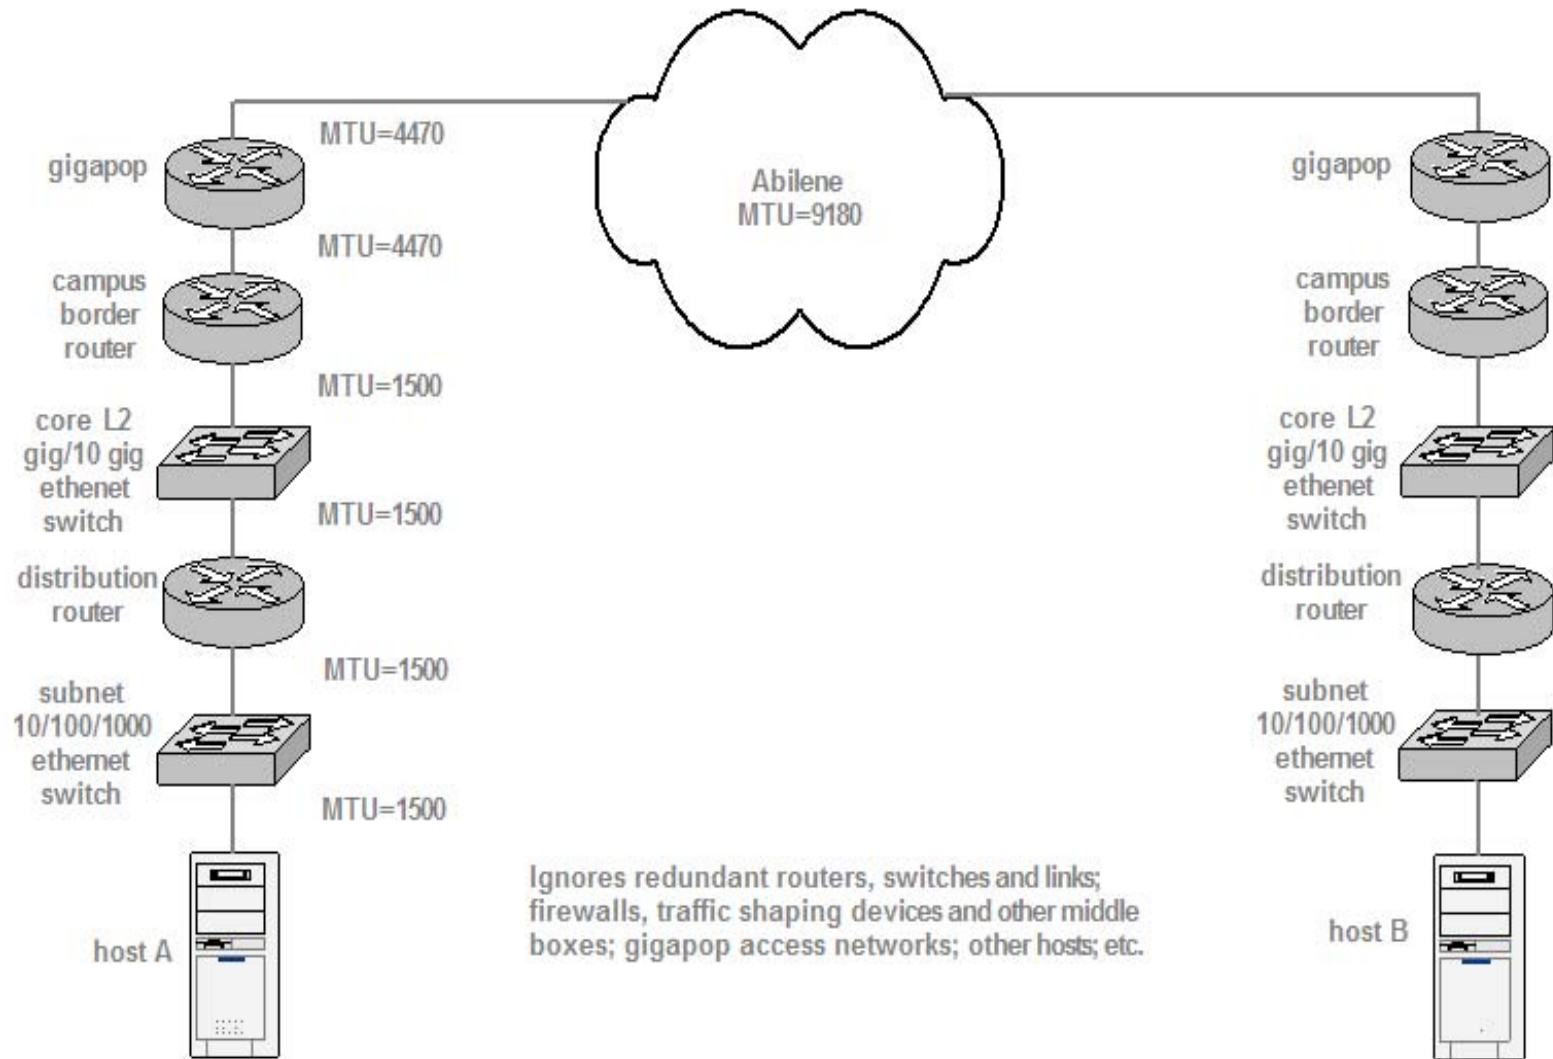 MTU=4470
gigapop
MTU=4470
campus
border
router
MTU=1500
core L2
gig/10 gig
ethenet
switch
MTU=1500
distribution
router
MTU=1500
subnet
10/100/1000
ethernet
switch
MTU=1500
host A
Abilene
MTU=9180
Ignores redundant routers, switches and links;
firewalls, traffic shaping devices and other middle
boxes; gigapop access networks; other hosts; etc.
gigapop
campus
border
router
core L2
gig/10 gig
ethenet
switch
distribution
router
subnet
10/100/1000
ethernet
switch
host B